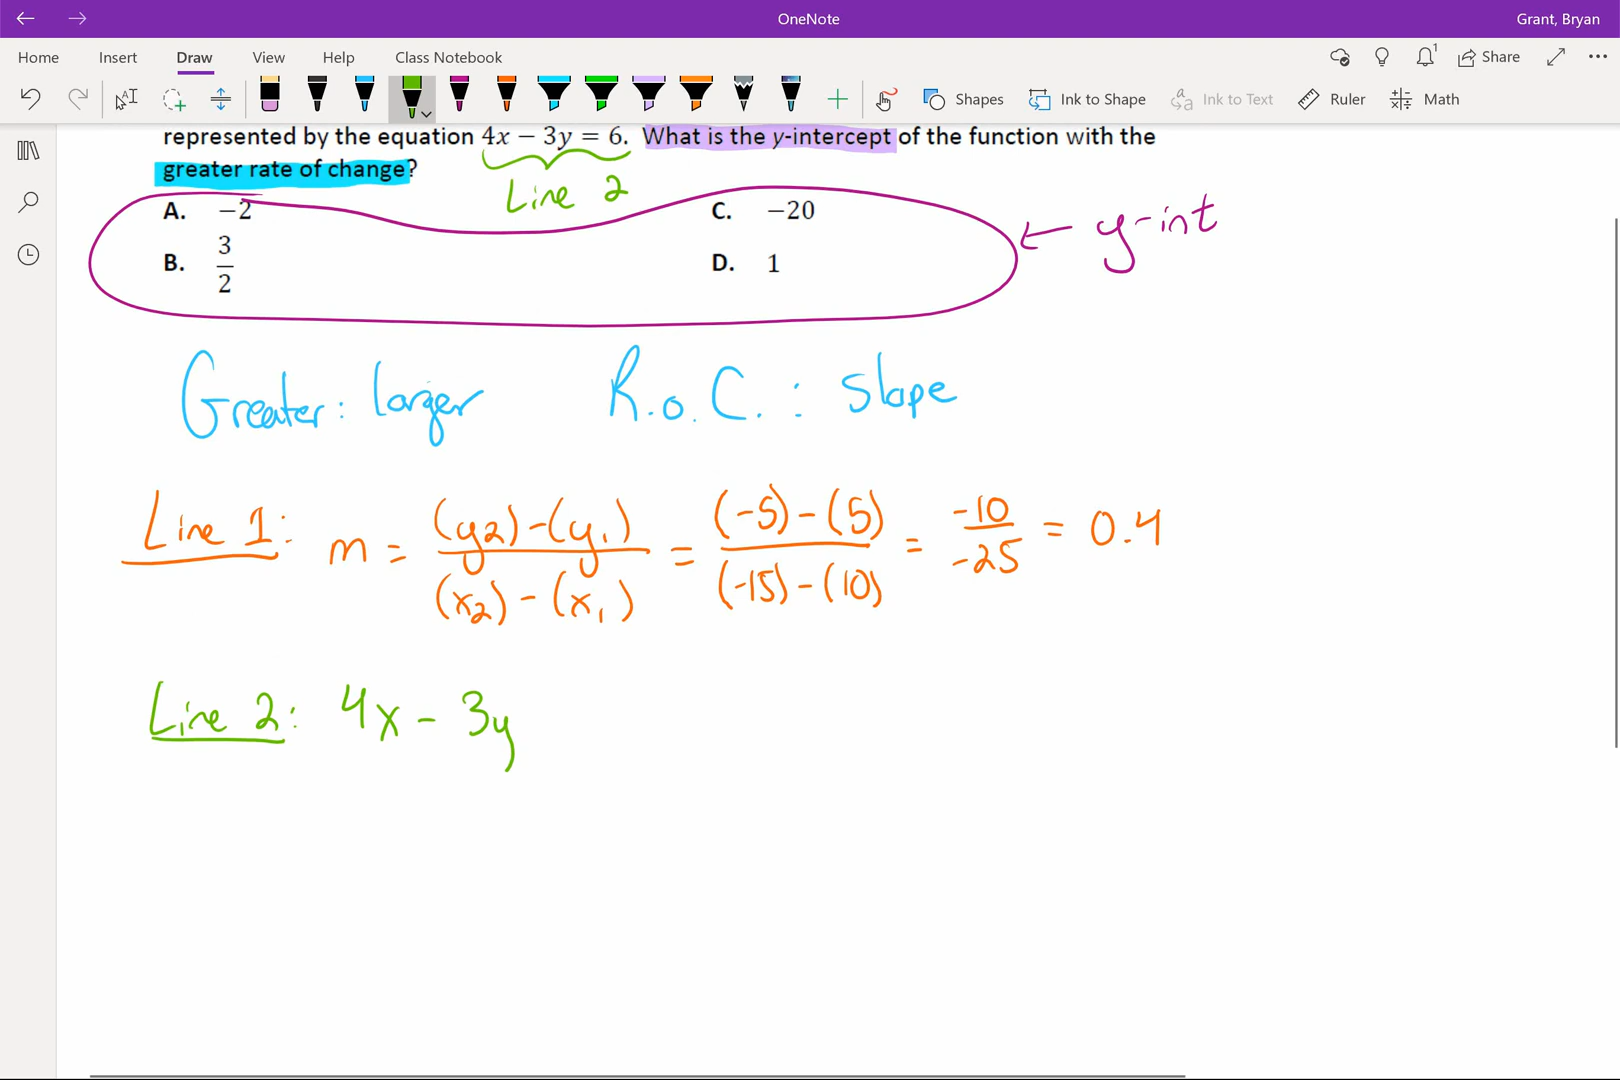 OneNote
Grant, Bryan
Home Insert Draw View Help Class Notebook
1 Share
Shapes Ink to Shape Ink to Text Ruler Math
represented by the equation 4x − 3y = 6. What is the y-intercept of the function with the
greater rate of change?
Line 2
A. −2
C. −20
B. 3/2
D. 1
← y-int
Greater: larger R.o.C. : slope
Line 1: m = (y2)-(y₁)/(x₂)-(x₁) = (-5)-(5)/(-15)-(10) = -10/-25 = 0.4
Line 2: 4x - 3y